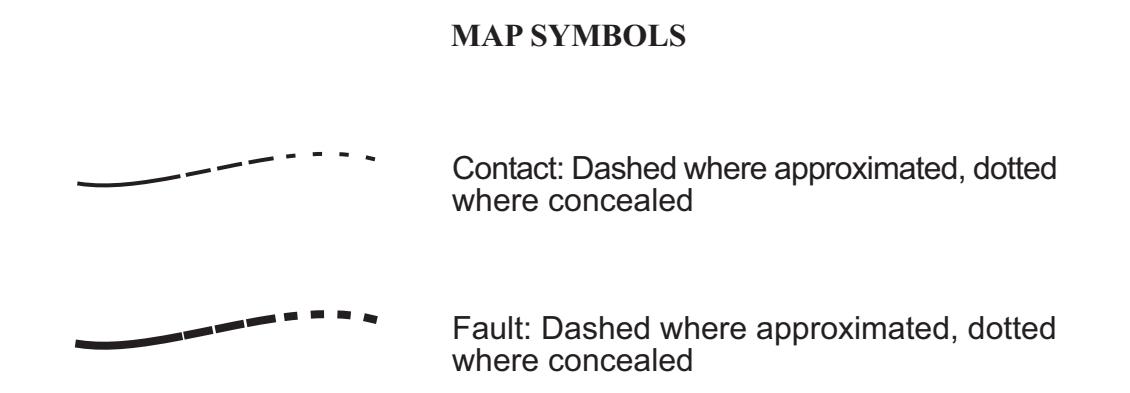 MAP SYMBOLS
Contact: Dashed where approximated, dotted
where concealed
Fault: Dashed where approximated, dotted
where concealed